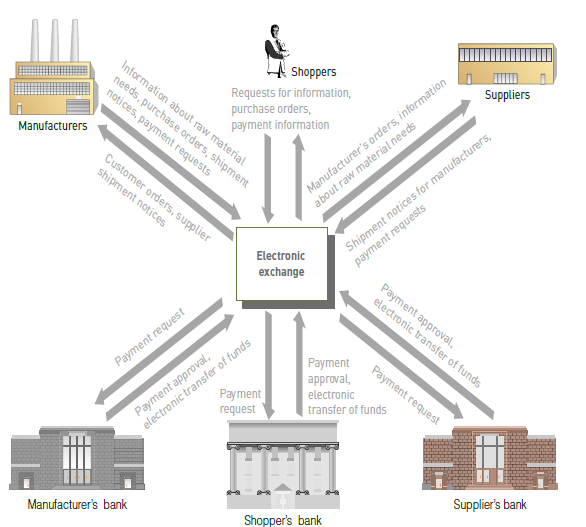 Shoppers
Manufacturers
Suppliers
Information about raw material
needs, purchase orders, shipment
notices, payment requests
Customer orders, supplier
shipment notices
Requests for information,
purchase orders,
payment information
Manufacturer's orders, information
about raw material needs
Shipment notices for manufacturers,
payment requests
Electronic
exchange
Payment request
Payment approval,
electronic transfer of funds
Payment
request
Payment
approval,
electronic
transfer of funds
Payment approval,
electronic transfer of funds
Payment request
Manufacturer's bank
Shopper's bank
Supplier's bank